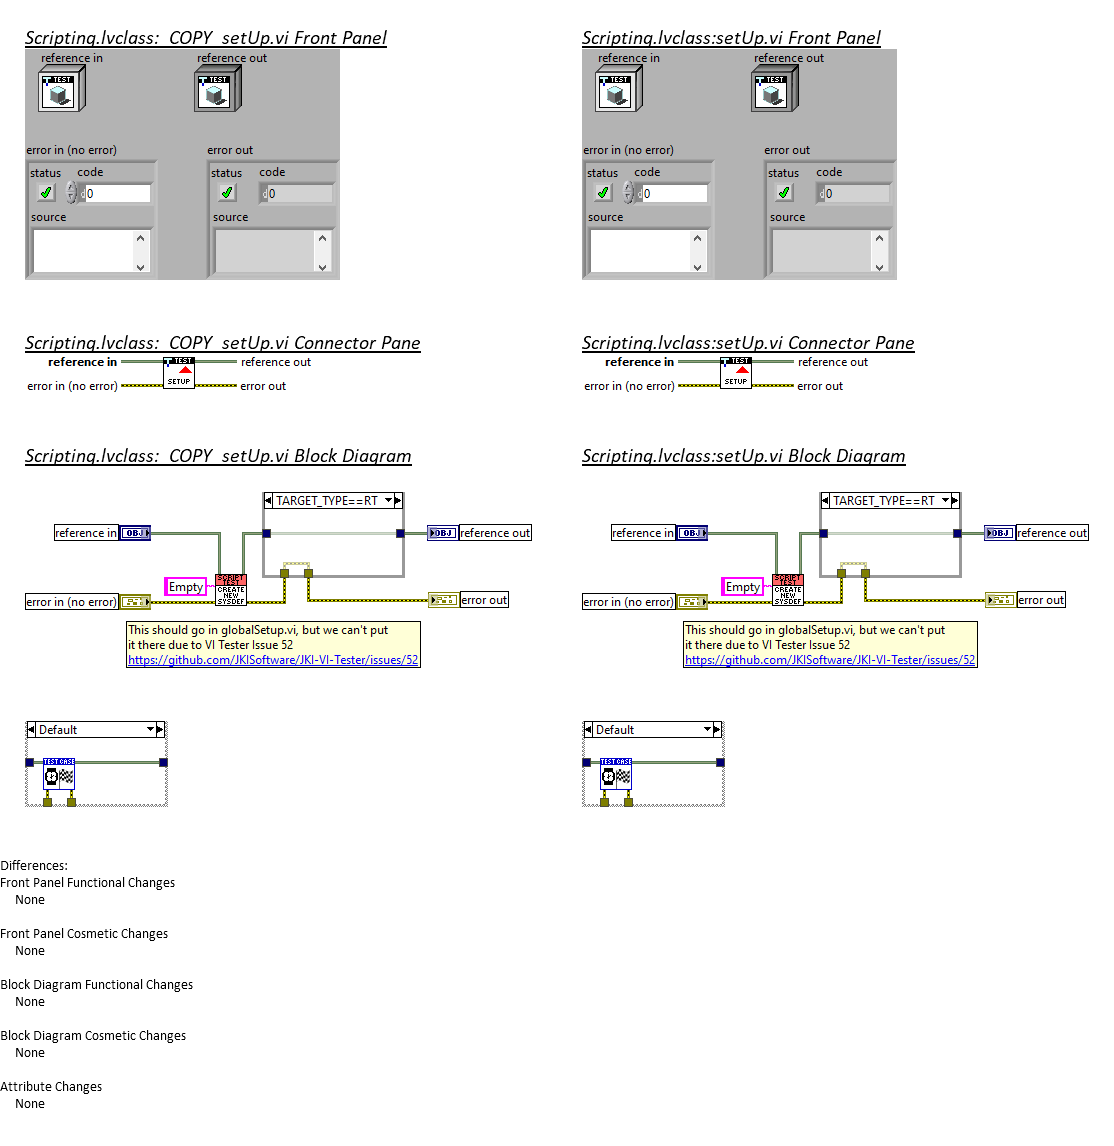 Scripting.lvclass:_COPY_setUp.vi Front Panel
reference in
reference out
TEST
TEST
error in (no error)
error out
status
code
status
code
d 0
d 0
source
source
Scripting.lvclass:setUp.vi Front Panel
reference in
reference out
TEST
TEST
error in (no error)
error out
status
code
status
code
d 0
d 0
source
source
Scripting.lvclass:_COPY_setUp.vi Connector Pane
reference in
TEST
reference out
error in (no error)
SETUP
error out
Scripting.lvclass:setUp.vi Connector Pane
reference in
TEST
reference out
error in (no error)
SETUP
error out
Scripting.lvclass:_COPY_setUp.vi Block Diagram
TARGET_TYPE==RT
reference in
OBJ
OBJ
reference out
Empty
SCRIPT
TEST
CREATE
NEW
SYSDEF
error in (no error)
error out
This should go in globalSetup.vi, but we can't put
it there due to VI Tester Issue 52
https://github.com/JKISoftware/JKI-VI-Tester/issues/52
Default
TEST CASE
Scripting.lvclass:setUp.vi Block Diagram
TARGET_TYPE==RT
reference in
OBJ
OBJ
reference out
Empty
SCRIPT
TEST
CREATE
NEW
SYSDEF
error in (no error)
error out
This should go in globalSetup.vi, but we can't put
it there due to VI Tester Issue 52
https://github.com/JKISoftware/JKI-VI-Tester/issues/52
Default
TEST CASE
Differences:
Front Panel Functional Changes
None
Front Panel Cosmetic Changes
None
Block Diagram Functional Changes
None
Block Diagram Cosmetic Changes
None
Attribute Changes
None